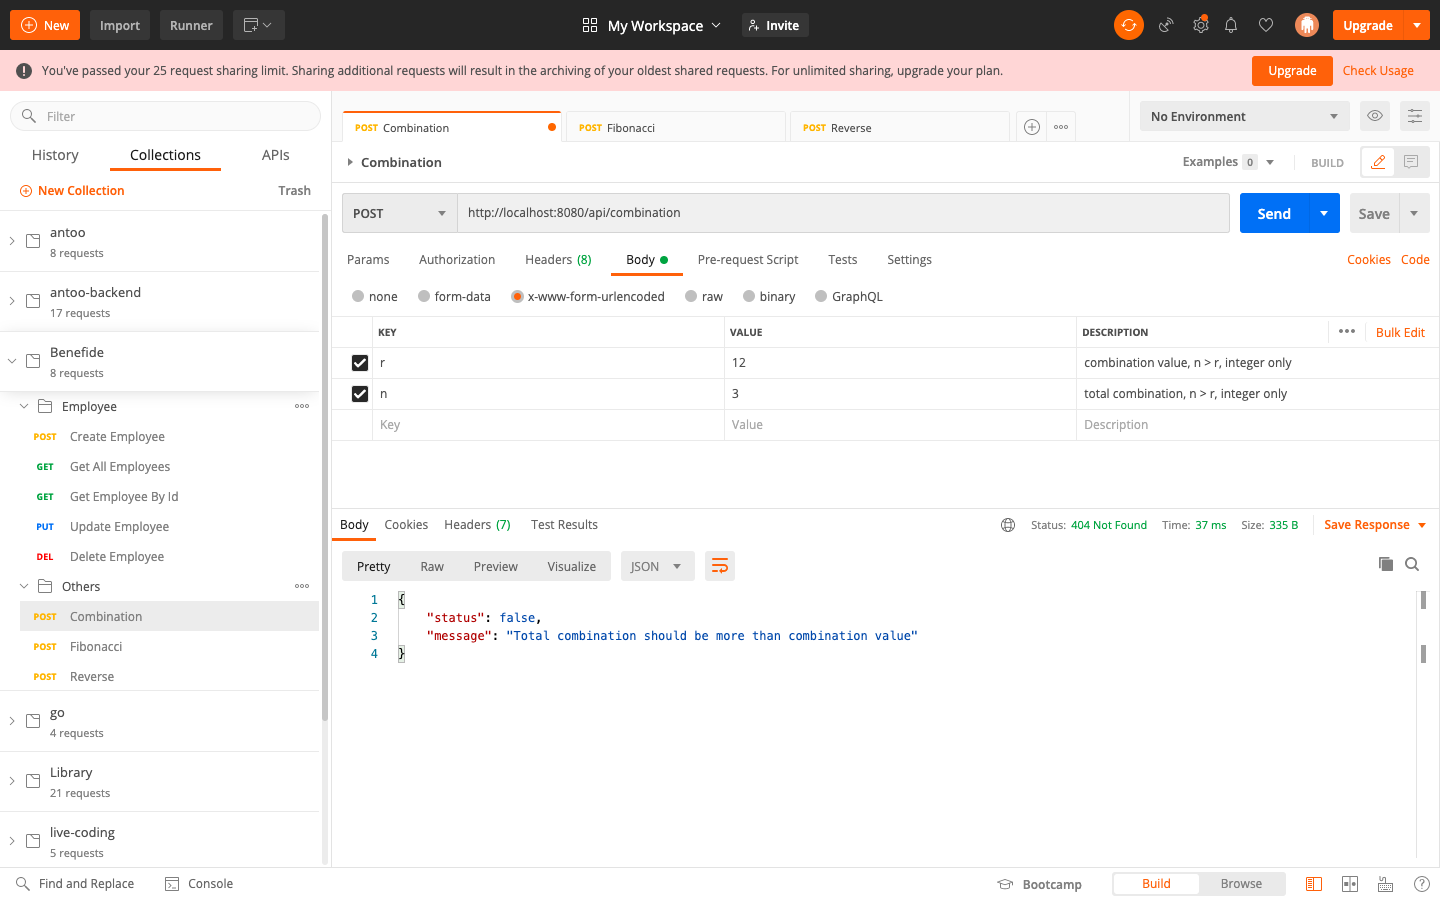 New
Import
Runner
My Workspace
Invite
Upgrade
You've passed your 25 request sharing limit. Sharing additional requests will result in the archiving of your oldest shared requests. For unlimited sharing, upgrade your plan.
Upgrade
Check Usage
Filter
History
Collections
APIs
New Collection
Trash
antoo
8 requests
antoo-backend
17 requests
Benefide
8 requests
Employee
POST Create Employee
GET Get All Employees
GET Get Employee By Id
PUT Update Employee
DEL Delete Employee
Others
POST Combination
POST Fibonacci
POST Reverse
go
4 requests
Library
21 requests
live-coding
5 requests
POST Combination
POST Fibonacci
POST Reverse
No Environment
Combination
Examples 0
BUILD
POST
http://localhost:8080/api/combination
Send
Save
Params
Authorization
Headers (8)
Body
Pre-request Script
Tests
Settings
Cookies
Code
none
form-data
x-www-form-urlencoded
raw
binary
GraphQL
KEY
VALUE
DESCRIPTION
Bulk Edit
r
12
combination value, n > r, integer only
n
3
total combination, n > r, integer only
Key
Value
Description
Body
Cookies
Headers (7)
Test Results
Status: 404 Not Found
Time: 37 ms
Size: 335 B
Save Response
Pretty
Raw
Preview
Visualize
JSON
1 {
2 "status": false,
3 "message": "Total combination should be more than combination value"
4 }
Find and Replace
Console
Bootcamp
Build
Browse